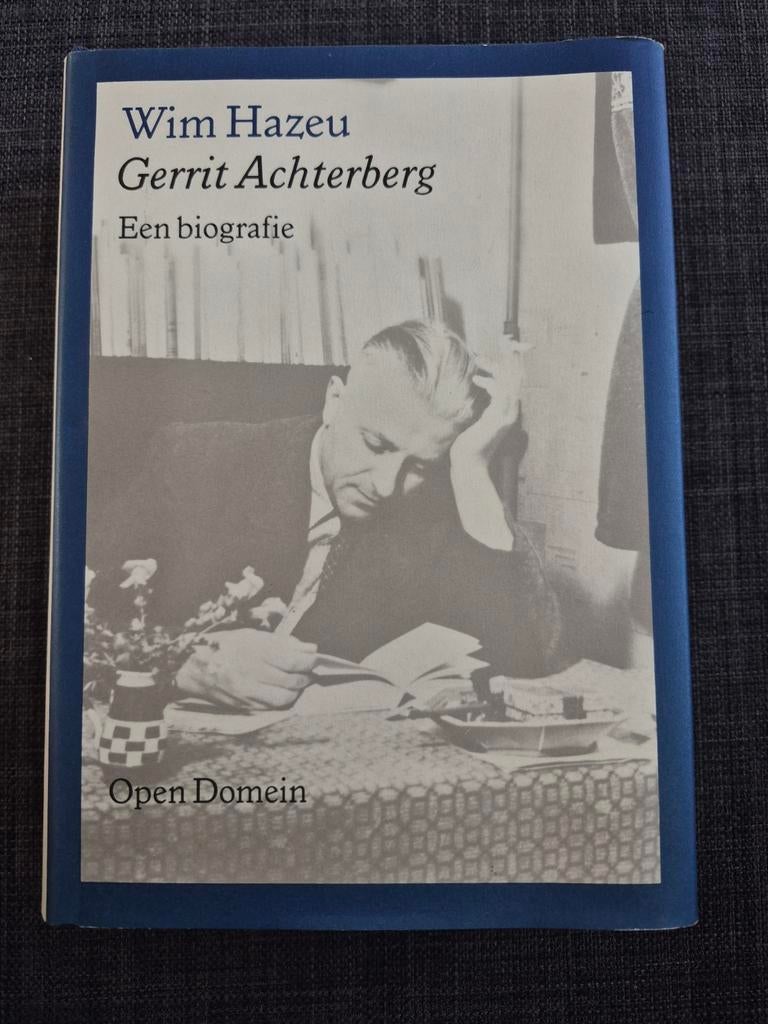 Wim Hazeu
Gerrit Achterberg
Een biografie
Open Domein